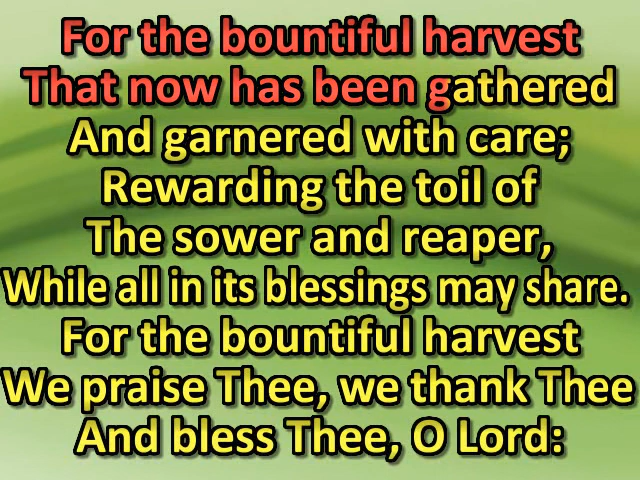 For the bountiful harvest
That now has been gathered
And garnered with care;
Rewarding the toil of
The sower and reaper,
While all in its blessings may share.
For the bountiful harvest
We praise Thee, we thank Thee
And bless Thee, O Lord: